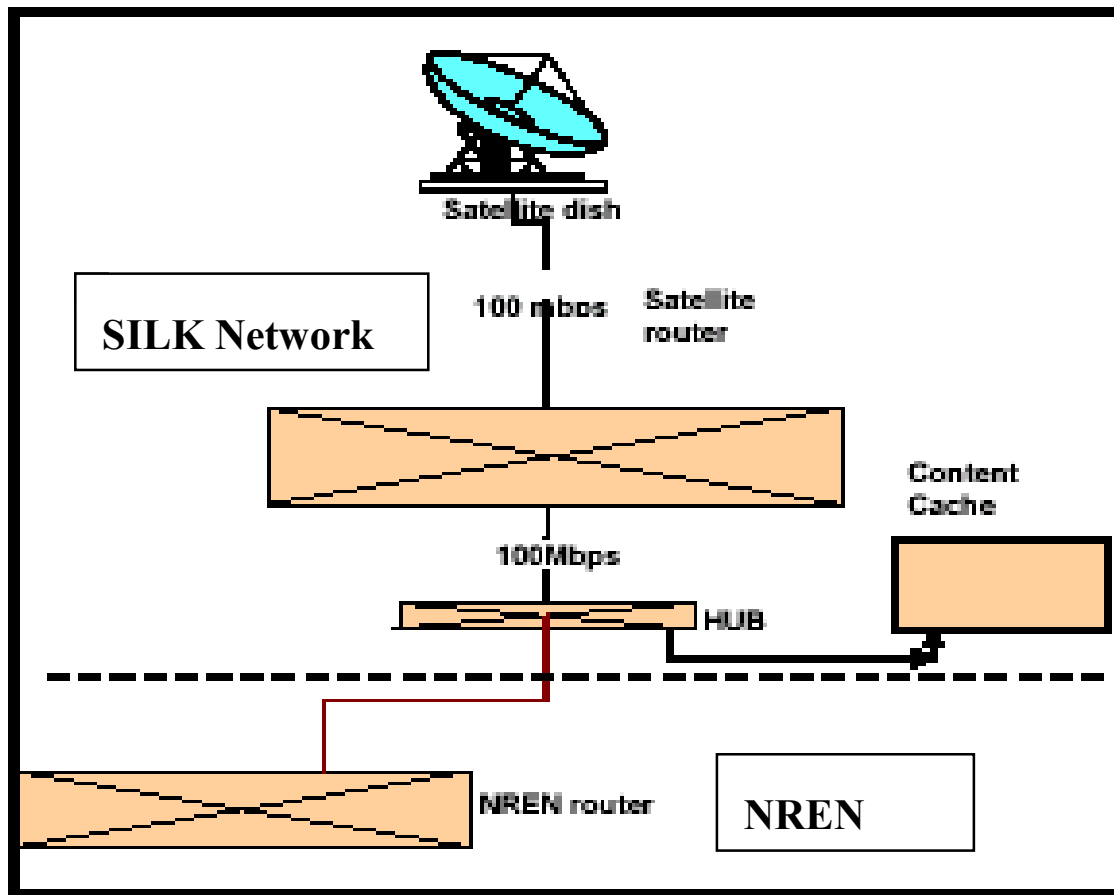 Satellite dish
100 mbps
Satellite
router
SILK Network
Content
Cache
100Mbps
HUB
NREN router
NREN